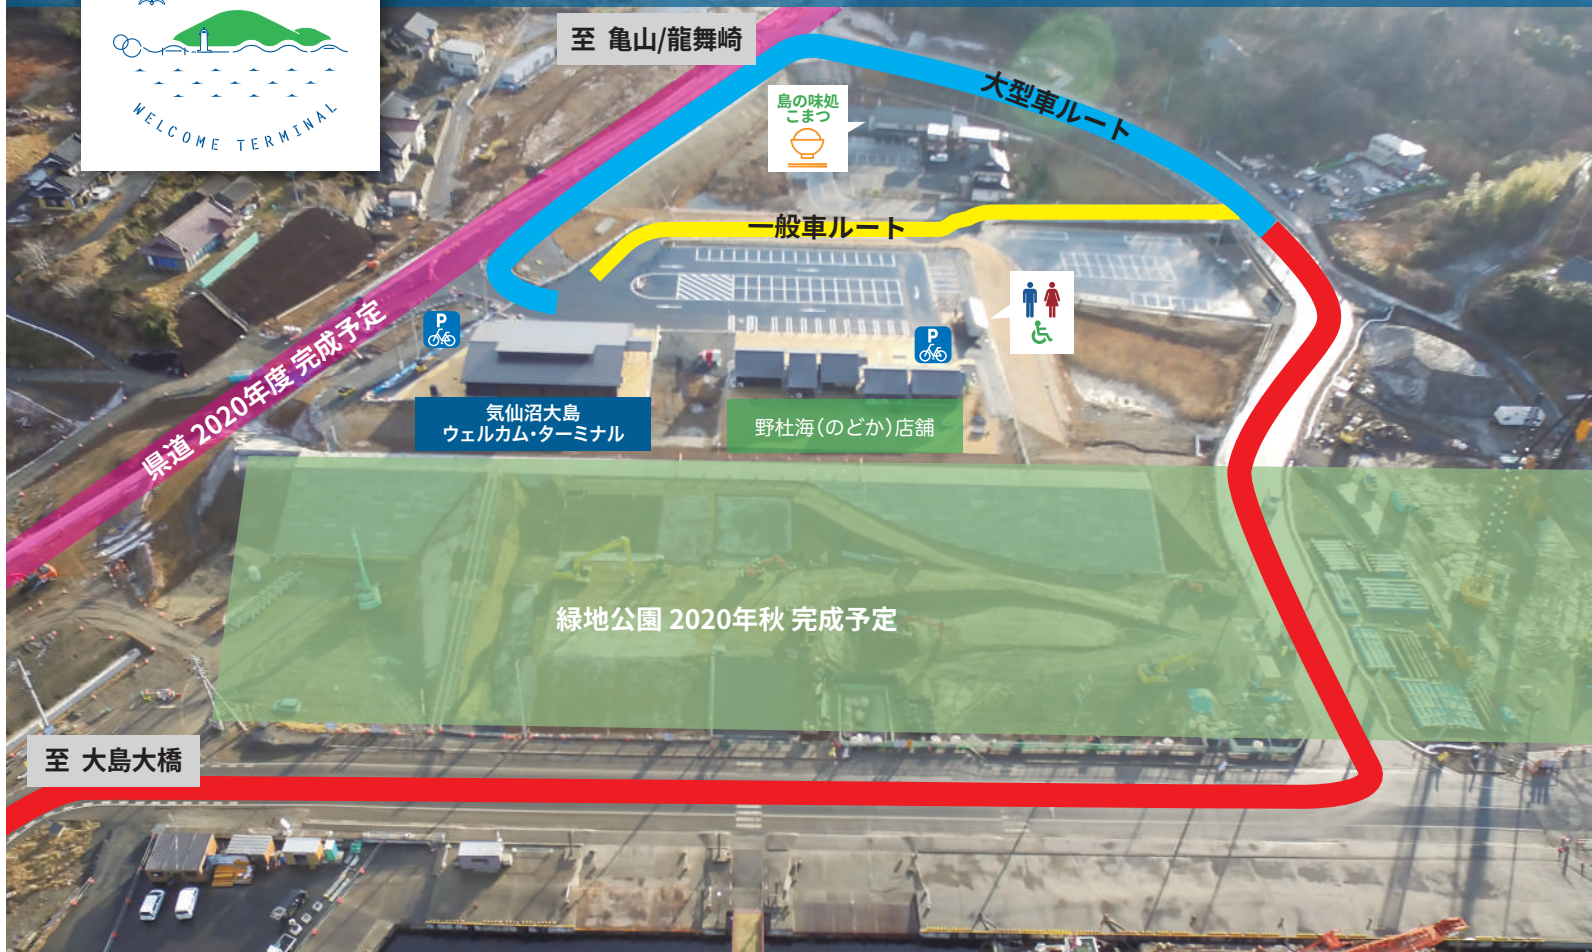 WELCOME TERMINAL
至 亀山/龍舞崎
大型車ルート
島の味処
こまつ
一般車ルート
県道 2020年度 完成予定
P
P
気仙沼大島
ウェルカム・ターミナル
野杜海(のどか)店舗
緑地公園 2020年秋 完成予定
至 大島大橋